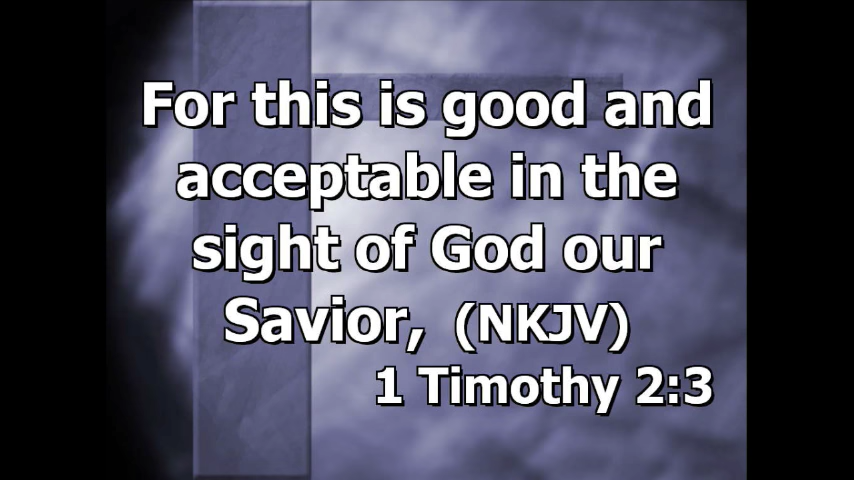 For this is good and
acceptable in the
sight of God our
Savior, (NKJV)
1 Timothy 2:3